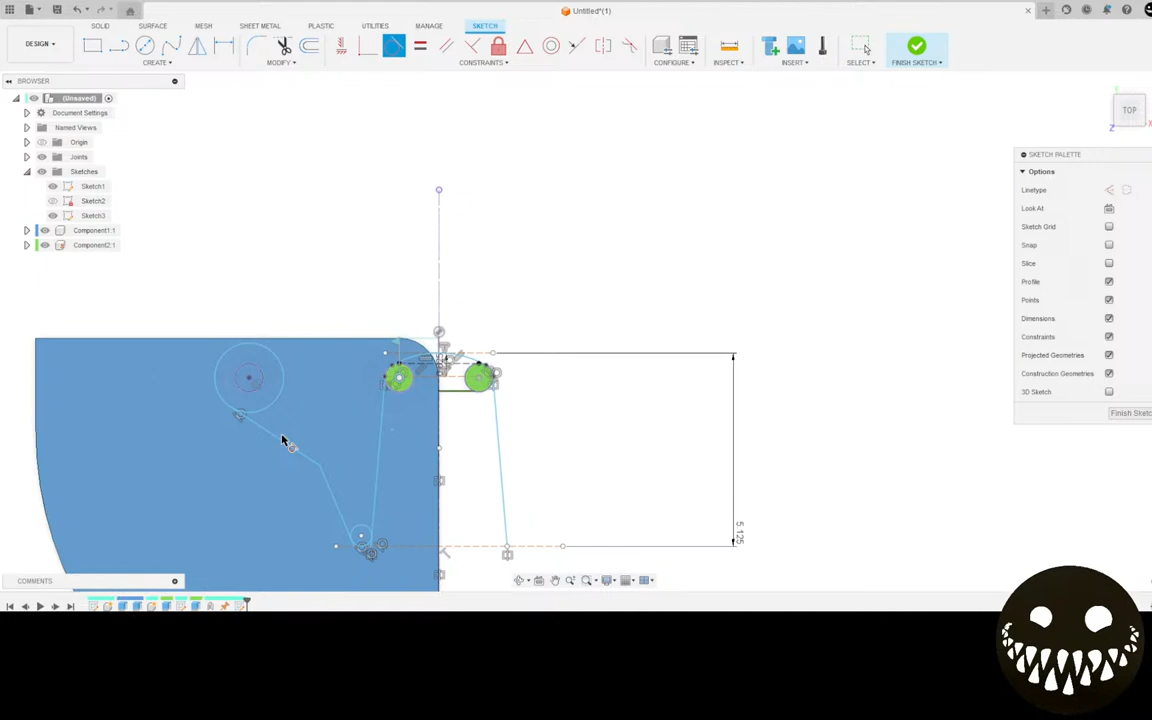 Untitled*(1)
DESIGN
SOLID
SURFACE
MESH
SHEET METAL
PLASTIC
UTILITIES
MANAGE
SKETCH
CREATE
MODIFY
CONSTRAINTS
CONFIGURE
INSPECT
INSERT
SELECT
FINISH SKETCH
BROWSER
(Unsaved)
Document Settings
Named Views
Origin
Joints
Sketches
Sketch1
Sketch2
Sketch3
Component1:1
Component2:1
TOP
Z
X
SKETCH PALETTE
Options
Linetype
Look At
Sketch Grid
Snap
Slice
Profile
Points
Dimensions
Constraints
Projected Geometries
Construction Geometries
3D Sketch
Finish Sketc
5.125
COMMENTS